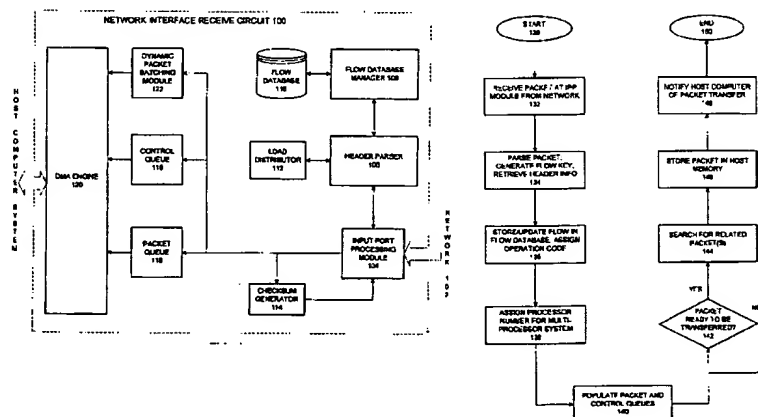 NETWORK INTERFACE RECEIVE CIRCUIT 100
DYNAMIC
PACKET
BATCHING
MODULE
122
FLOW
DATABASE
110
FLOW DATABASE
MANAGER 108
CONTROL
QUEUE
118
LOAD
DISTRIBUTOR
112
HEADER PARSER
106
DMA ENGINE
120
PACKET
QUEUE
116
INPUT PORT
PROCESSING
MODULE
104
CHECKSUM
GENERATOR
114
HOST COMPUTER SYSTEM
NETWORK 102
START
130
RECEIVE PACKET AT IPP
MODULE FROM NETWORK
132
PARSE PACKET,
GENERATE FLOW KEY,
RETRIEVE HEADER INFO
134
STORE/UPDATE FLOW IN
FLOW DATABASE, ASSIGN
OPERATION CODE
136
ASSIGN PROCESSOR
NUMBER FOR MULTI-
PROCESSOR SYSTEM
138
POPULATE PACKET AND
CONTROL QUEUES
140
PACKET
READY TO BE
TRANSFERRED?
142
YES
SEARCH FOR RELATED
PACKET(S)
144
STORE PACKET IN HOST
MEMORY
146
NOTIFY HOST COMPUTER
OF PACKET TRANSFER
148
END
150